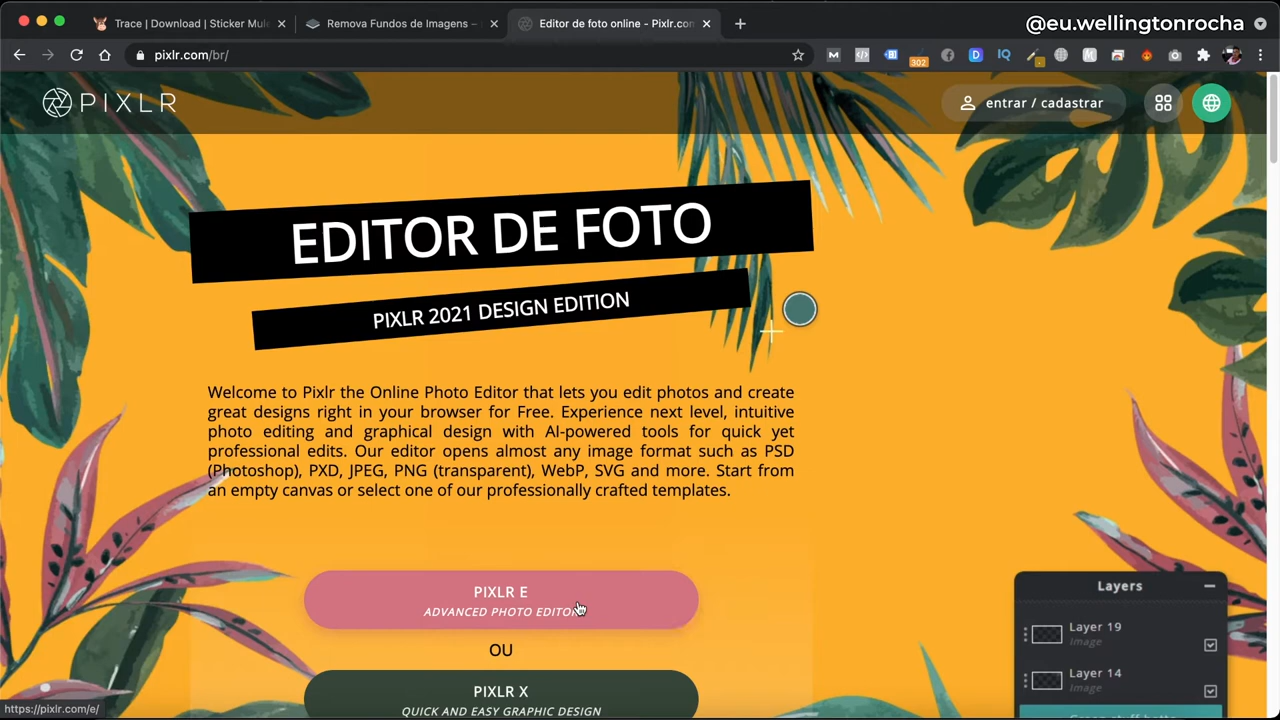 Trace | Download | Sticker Mule
Remova Fundos de Imagens –
Editor de foto online - Pixlr.com
@eu.wellingtonrocha
pixlr.com/br/
302
PIXLR
entrar / cadastrar
EDITOR DE FOTO
PIXLR 2021 DESIGN EDITION
Welcome to Pixlr the Online Photo Editor that lets you edit photos and create
great designs right in your browser for Free. Experience next level, intuitive
photo editing and graphical design with AI-powered tools for quick yet
professional edits. Our editor opens almost any image format such as PSD
(Photoshop), PXD, JPEG, PNG (transparent), WebP, SVG and more. Start from
an empty canvas or select one of our professionally crafted templates.
PIXLR E
ADVANCED PHOTO EDITOR
OU
PIXLR X
QUICK AND EASY GRAPHIC DESIGN
Layers
Layer 19
Image
Layer 14
Image
https://pixlr.com/e/